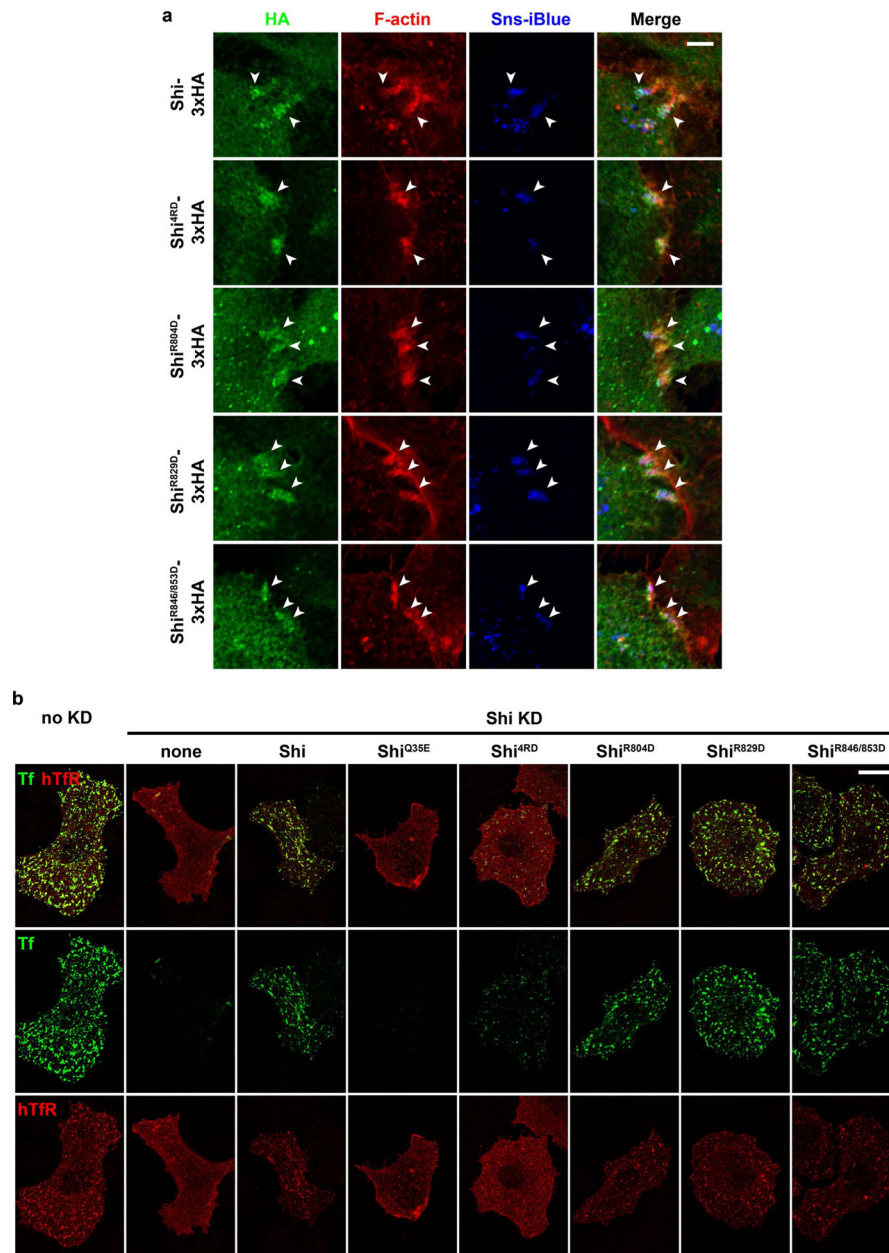 a
HA F-actin Sns-iBlue Merge
Shi-
3xHA
Shi4RD-
3xHA
ShiR804D-
3xHA
ShiR829D-
3xHA
ShiR846/853D-
3xHA
b
no KD Shi KD
none Shi ShiQ35E Shi4RD ShiR804D ShiR829D ShiR846/853D
Tf hTfR
Tf
hTfR